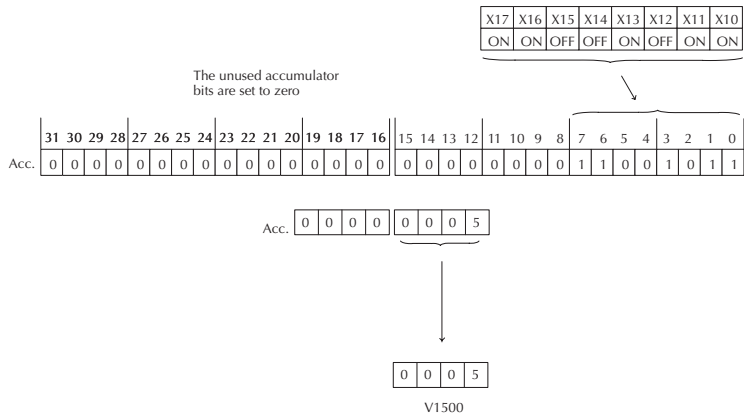 X17 X16 X15 X14 X13 X12 X11 X10
ON ON OFF OFF ON OFF ON ON
The unused accumulator
bits are set to zero
31 30 29 28 27 26 25 24 23 22 21 20 19 18 17 16 15 14 13 12 11 10 9 8 7 6 5 4 3 2 1 0
Acc. 0 0 0 0 0 0 0 0 0 0 0 0 0 0 0 0 0 0 0 0 0 0 0 0 1 1 0 0 1 0 1 1
Acc. 0 0 0 0 0 0 0 5
0 0 0 5
V1500